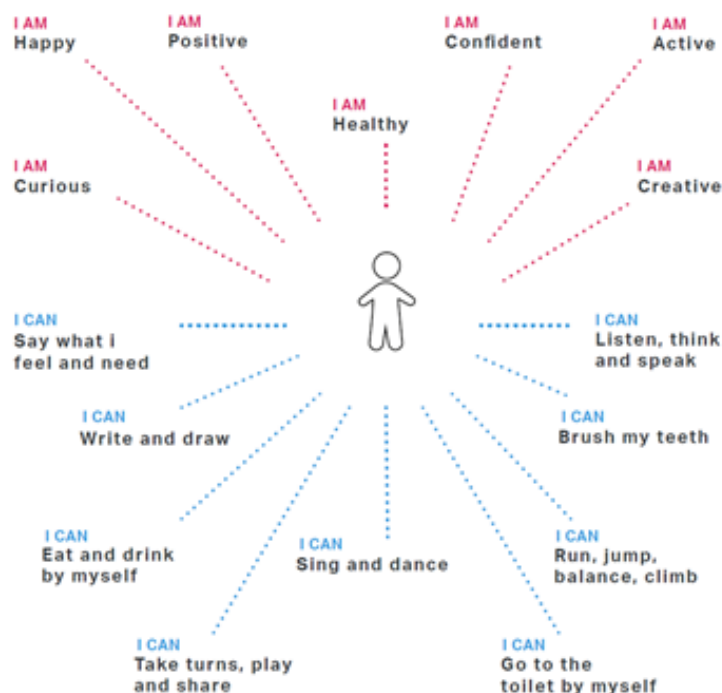 I AM
Happy
I AM
Positive
I AM
Confident
I AM
Active
I AM
Healthy
I AM
Curious
I AM
Creative
I CAN
Say what i
feel and need
I CAN
Listen, think
and speak
I CAN
Write and draw
I CAN
Brush my teeth
I CAN
Eat and drink
by myself
I CAN
Sing and dance
I CAN
Run, jump,
balance, climb
I CAN
Take turns, play
and share
I CAN
Go to the
toilet by myself